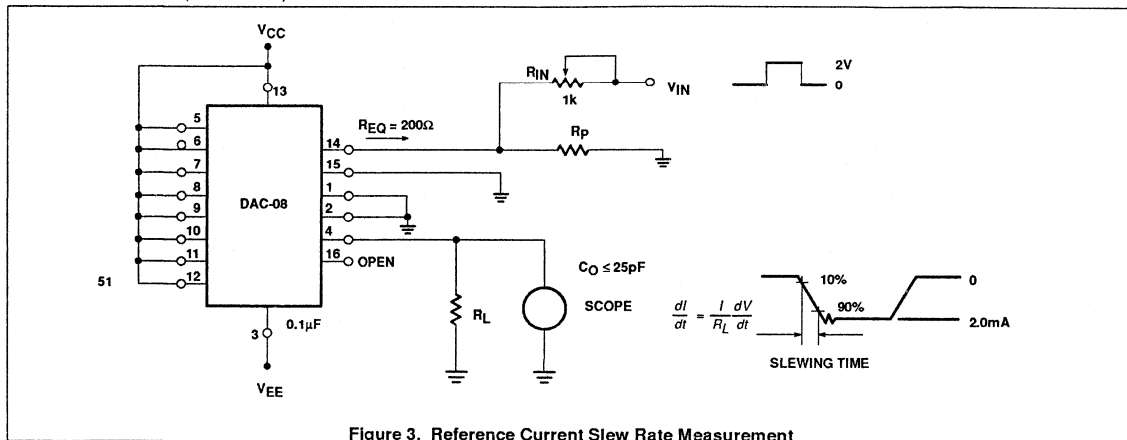 VCC
13
5
6
7
8
9
10
11
12
51
DAC-08
14
15
1
2
4
16
OPEN
REQ = 200Ω
RIN
1k
VIN
2V
0
RP
RL
CO ≤ 25pF
SCOPE
3
0.1µF
VEE
dI/dt = I/RL dV/dt
10%
90%
0
2.0mA
SLEWING TIME
Figure 3. Reference Current Slew Rate Measurement